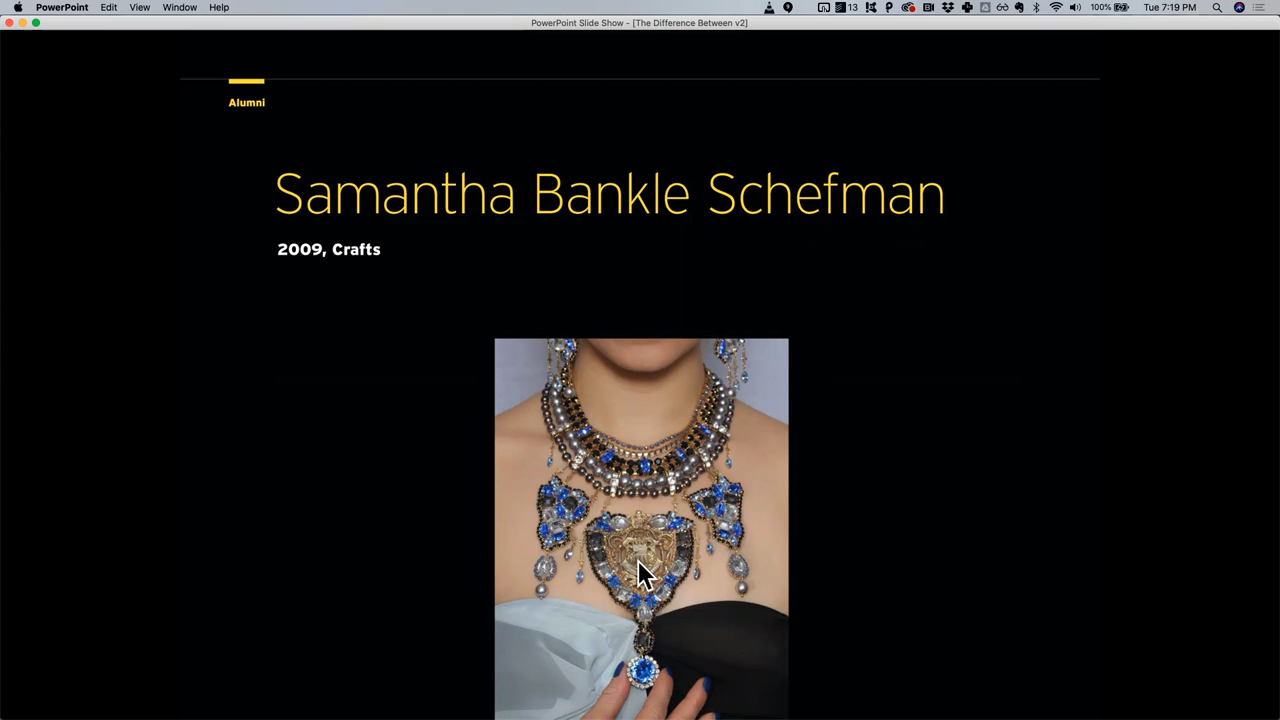 PowerPoint Edit View Window Help 13 100% Tue 7:19 PM
PowerPoint Slide Show - [The Difference Between v2]
Alumni
Samantha Bankle Schefman
2009, Crafts